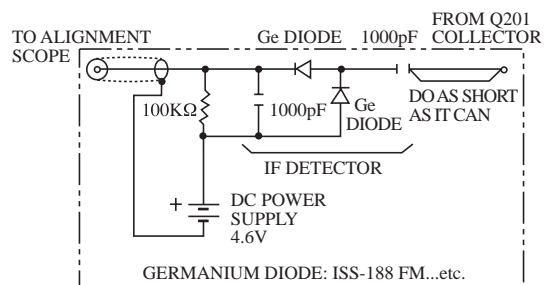 TO ALIGNMENT
SCOPE
Ge DIODE
1000pF
FROM Q201
COLLECTOR
100KΩ
1000pF
Ge
DIODE
DO AS SHORT
AS IT CAN
IF DETECTOR
+
DC POWER
SUPPLY
4.6V
GERMANIUM DIODE: ISS-188 FM...etc.